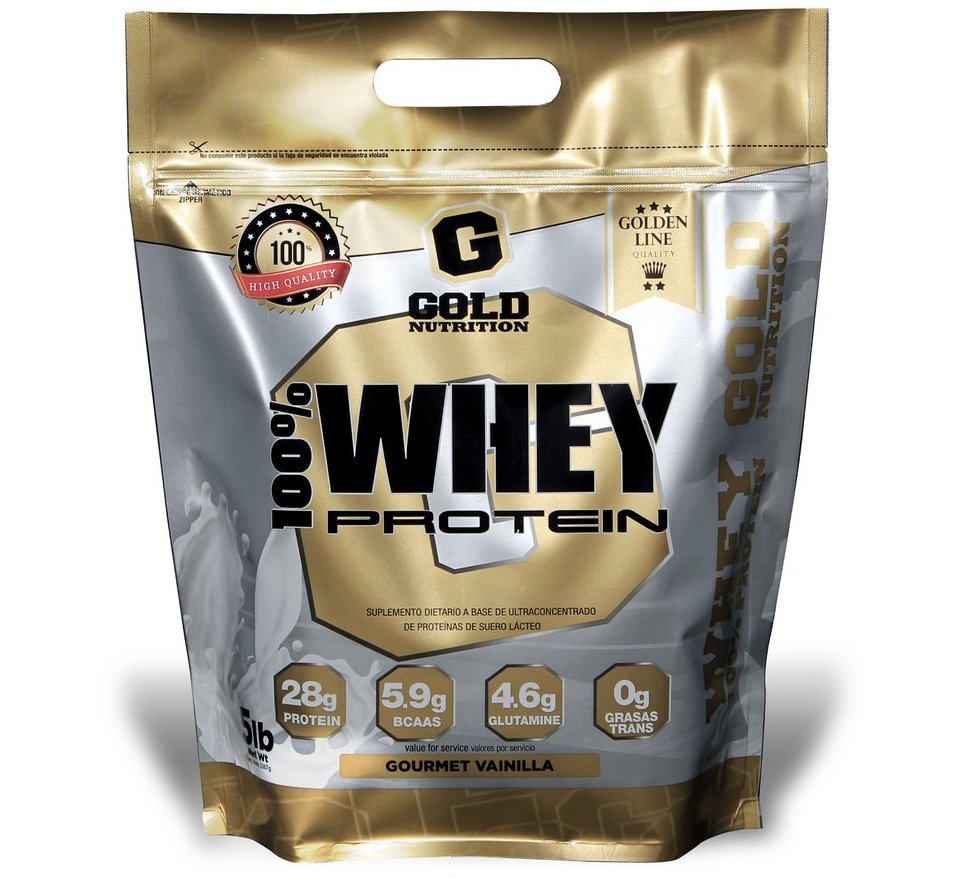 No consumir este producto si la faja de seguridad se encuentra violada
ZIPPER
100%
HIGH QUALITY
G
GOLD
NUTRITION
GOLDEN
LINE
QUALITY
100% WHEY
PROTEIN
SUPLEMENTO DIETARIO A BASE DE ULTRACONCENTRADO
DE PROTEÍNAS DE SUERO LÁCTEO
28g
PROTEIN
5.9g
BCAAS
4.6g
GLUTAMINE
0g
GRASAS
TRANS
value for service valores por servicio
GOURMET VAINILLA
5lb
GOLD
NUTRITION
WHEY
100% PROTEIN